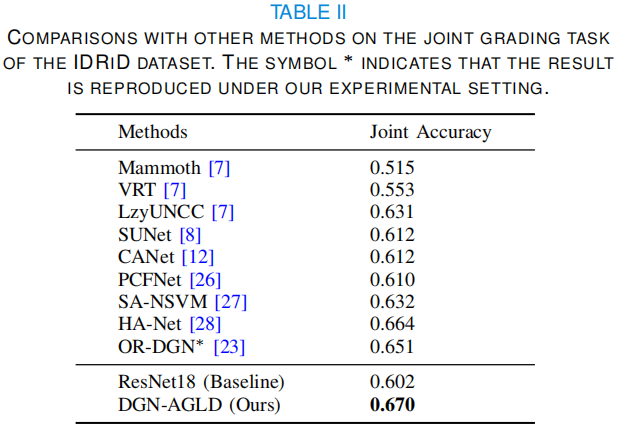 TABLE II
COMPARISONS WITH OTHER METHODS ON THE JOINT GRADING TASK
OF THE IDRID DATASET. THE SYMBOL * INDICATES THAT THE RESULT
IS REPRODUCED UNDER OUR EXPERIMENTAL SETTING.
Methods Joint Accuracy
Mammoth [7] 0.515
VRT [7] 0.553
LzyUNCC [7] 0.631
SUNet [8] 0.612
CANet [12] 0.612
PCFNet [26] 0.610
SA-NSVM [27] 0.632
HA-Net [28] 0.664
OR-DGN* [23] 0.651
ResNet18 (Baseline) 0.602
DGN-AGLD (Ours) 0.670